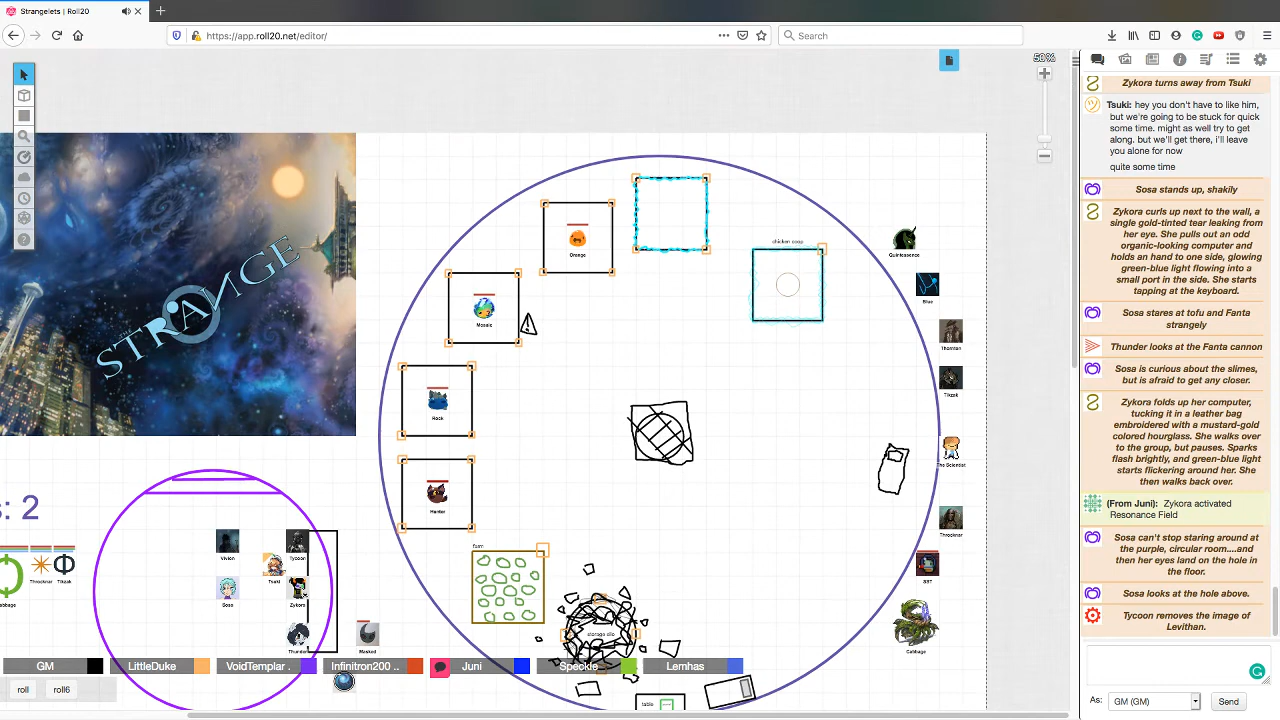 Strangelets | Roll20
https://app.roll20.net/editor/
Search
58%
STRANGE
s: 2
chicken coop
Orange
Mosaic
Rock
Hunter
farm
storage silo
table
Quintessence
Blue
Thornton
Tikzak
The Scientist
Throcknar
SST
Cabbage
Vivion
Tycoon
Tsuki
Soso
Zykora
Thunder
Masked
abbage
Throcknar
Tikzak
GM
LittleDuke
VoidTemplar .
Infinitron200 ..
Juni
Speckle
Lemhas
roll
roll6
Zykora turns away from Tsuki
Tsuki: hey you don't have to like him,
but we're going to be stuck for quick
some time. might as well try to get
along. but we'll get there, i'll leave
you alone for now
quite some time
Sosa stands up, shakily
Zykora curls up next to the wall, a
single gold-tinted tear leaking from
her eye. She pulls out an odd
organic-looking computer and
holds an hand to one side, glowing
green-blue light flowing into a
small port in the side. She starts
tapping at the keyboard.
Sosa stares at tofu and Fanta
strangely
Thunder looks at the Fanta cannon
Sosa is curious about the slimes,
but is afraid to get any closer.
Zykora folds up her computer,
tucking it in a leather bag
embroidered with a mustard-gold
colored hourglass. She walks over
to the group, but pauses. Sparks
flash brightly, and green-blue light
starts flickering around her. She
then walks back over.
(From Juni): Zykora activated
Resonance Field
Sosa can't stop staring around at
the purple, circular room....and
then her eyes land on the hole in
the floor.
Sosa looks at the hole above.
Tycoon removes the image of
Levithan.
As:
GM (GM)
Send